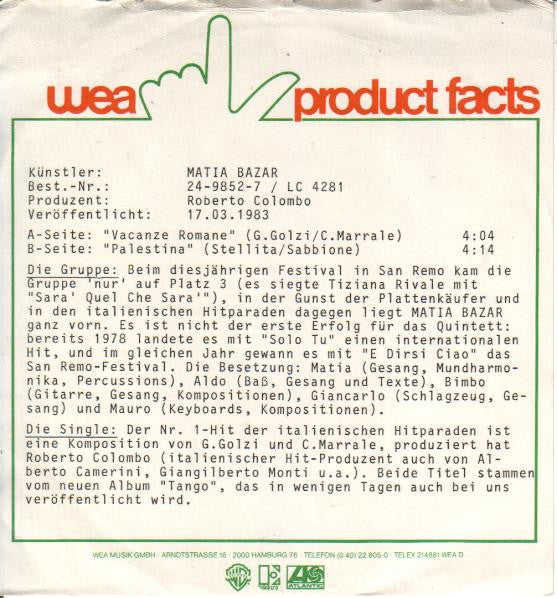 wea product facts
Künstler: MATIA BAZAR
Best.-Nr.: 24-9852-7 / LC 4281
Produzent: Roberto Colombo
Veröffentlicht: 17.03.1983
A-Seite: "Vacanze Romane" (G.Golzi/C.Marrale) 4:04
B-Seite: "Palestina" (Stellita/Sabbione) 4:14
Die Gruppe: Beim diesjährigen Festival in San Remo kam die
Gruppe 'nur' auf Platz 3 (es siegte Tiziana Rivale mit
"Sara' Quel Che Sara'"), in der Gunst der Plattenkäufer und
in den italienischen Hitparaden dagegen liegt MATIA BAZAR
ganz vorn. Es ist nicht der erste Erfolg für das Quintett:
bereits 1978 landete es mit "Solo Tu" einen internationalen
Hit, und im gleichen Jahr gewann es mit "E Dirsi Ciao" das
San Remo-Festival. Die Besetzung: Matia (Gesang, Mundharmo-
nika, Percussions), Aldo (Baß, Gesang und Texte), Bimbo
(Gitarre, Gesang, Kompositionen), Giancarlo (Schlagzeug, Ge-
sang) und Mauro (Keyboards, Kompositionen).
Die Single: Der Nr. 1-Hit der italienischen Hitparaden ist
eine Komposition von G.Golzi und C.Marrale, produziert hat
Roberto Colombo (italienischer Hit-Produzent auch von Al-
berto Camerini, Giangilberto Monti u.a.). Beide Titel stammen
vom neuen Album "Tango", das in wenigen Tagen auch bei uns
veröffentlicht wird.
WEA MUSIK GMBH · ARNDTSTRASSE 16 · 2000 HAMBURG 76 · TELEFON (0 40) 22 805-0 · TELEX 214881 WEA D.
ATLANTIC